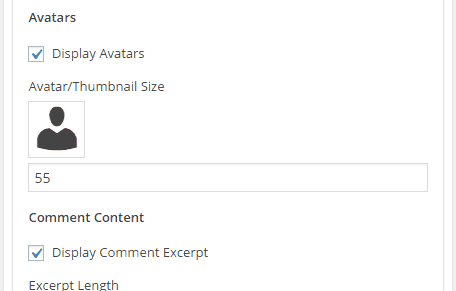 Avatars
Display Avatars
Avatar/Thumbnail Size
55
Comment Content
Display Comment Excerpt
Excerpt Length